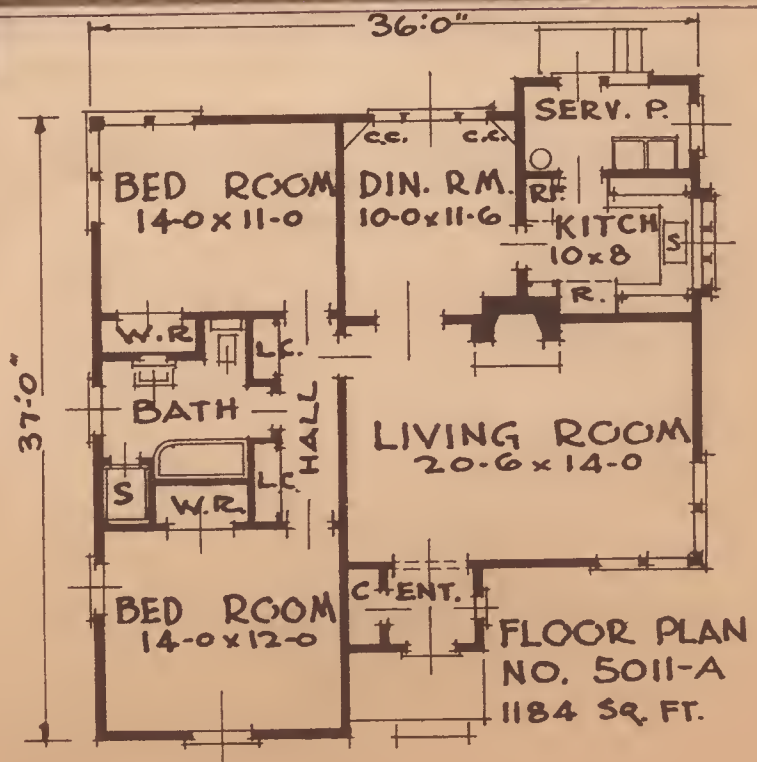 36'-0"
SERV. P.
C.C.
C.C.
BED ROOM
14-0 x 11-0
DIN. RM.
10-0 x 11-6
RF.
KITCH
10 x 8
S
R.
W.R.
L.C.
37'-0"
BATH
HALL
LIVING ROOM
20-6 x 14-0
S
W.R.
L.C.
BED ROOM
14-0 x 12-0
C
ENT.
FLOOR PLAN
NO. 5011-A
1184 SQ. FT.